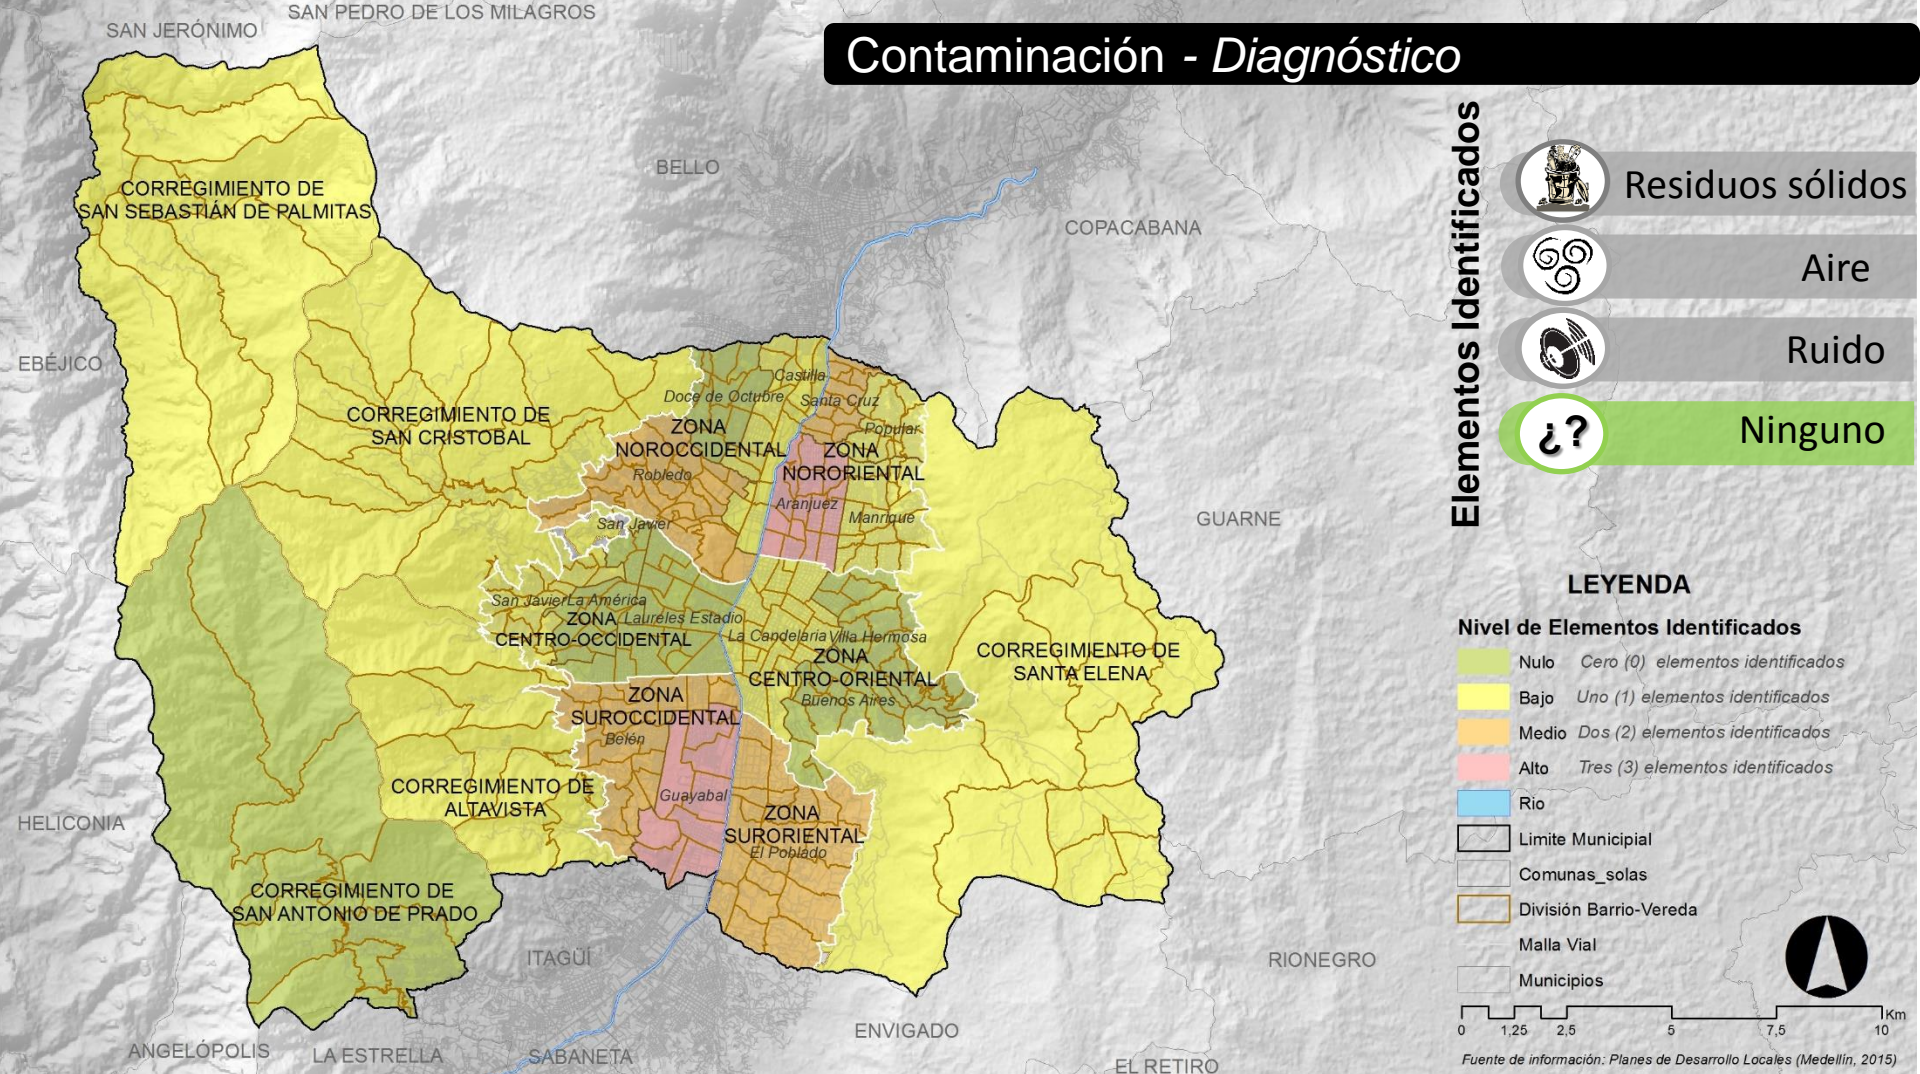 SAN PEDRO DE LOS MILAGROS
SAN JERÓNIMO
Contaminación - Diagnóstico
BELLO
COPACABANA
EBÉJICO
GUARNE
HELICONIA
ITAGÜÍ
RIONEGRO
ENVIGADO
ANGELÓPOLIS
LA ESTRELLA
SABANETA
EL RETIRO
CORREGIMIENTO DE
SAN SEBASTIÁN DE PALMITAS
CORREGIMIENTO DE
SAN CRISTOBAL
Castilla
Doce de Octubre
Santa Cruz
ZONA
NOROCCIDENTAL
Popular
ZONA
NORORIENTAL
Robledo
Aranjuez
Manrique
San Javier
San Javier
La América
ZONA
CENTRO-OCCIDENTAL
Laureles Estadio
La Candelaria
Villa Hermosa
ZONA
CENTRO-ORIENTAL
Buenos Aires
CORREGIMIENTO DE
SANTA ELENA
ZONA
SUROCCIDENTAL
Belén
CORREGIMIENTO DE
ALTAVISTA
Guayabal
ZONA
SURORIENTAL
El Poblado
CORREGIMIENTO DE
SAN ANTONIO DE PRADO
Elementos Identificados
Residuos sólidos
Aire
Ruido
¿?
Ninguno
LEYENDA
Nivel de Elementos Identificados
Nulo Cero (0) elementos identificados
Bajo Uno (1) elementos identificados
Medio Dos (2) elementos identificados
Alto Tres (3) elementos identificados
Rio
Limite Municipial
Comunas_solas
División Barrio-Vereda
Malla Vial
Municipios
Km
0 1,25 2,5 5 7,5 10
Fuente de información: Planes de Desarrollo Locales (Medellín, 2015)